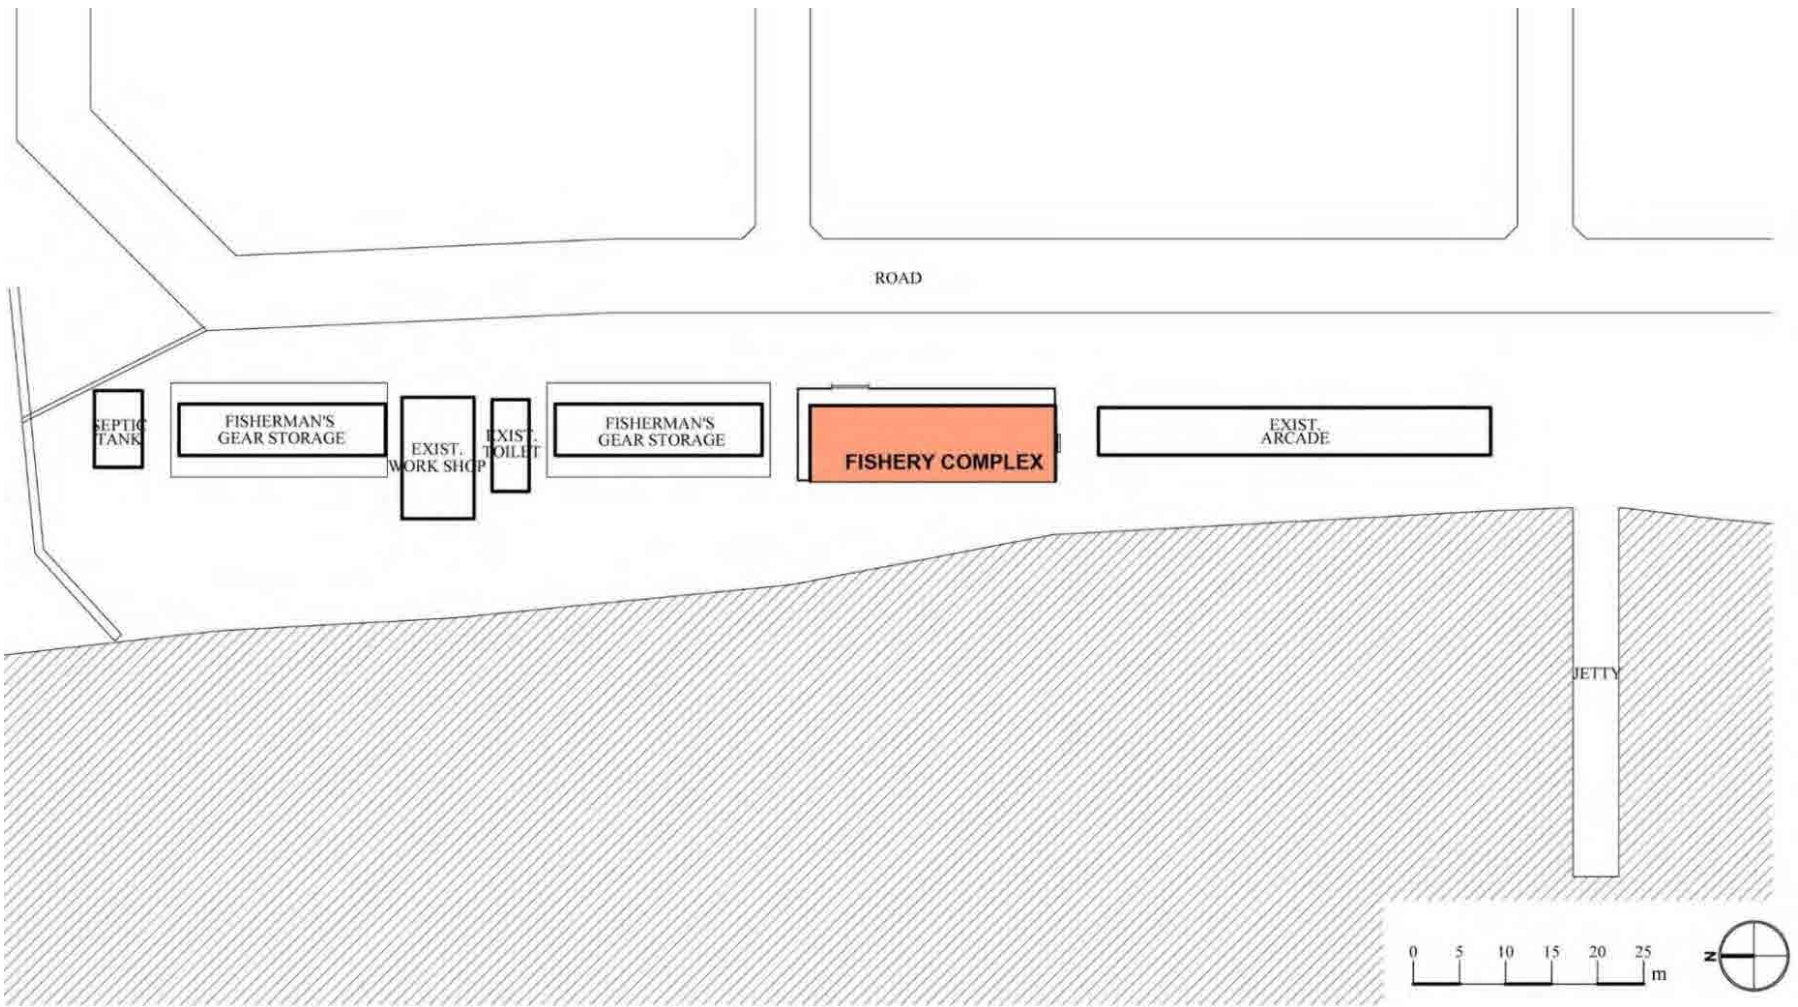 ROAD
SEPTIC
TANK
FISHERMAN'S
GEAR STORAGE
EXIST.
WORK SHOP
EXIST.
TOILET
FISHERMAN'S
GEAR STORAGE
FISHERY COMPLEX
EXIST.
ARCADE
JETTY
0 5 10 15 20 25
m
N